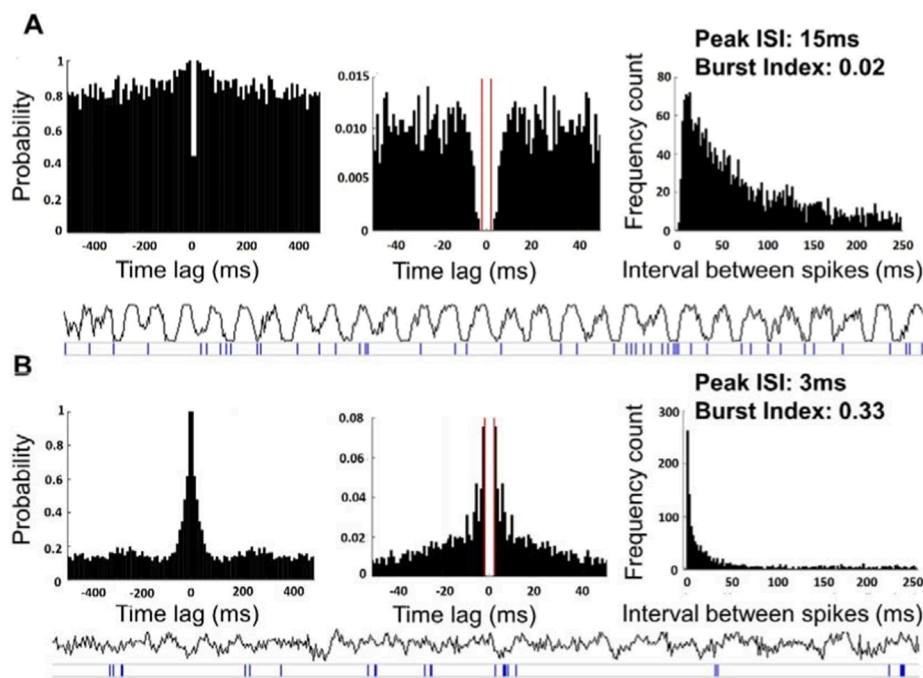 A
Peak ISI: 15ms
Burst Index: 0.02
Probability
1
0.8
0.6
0.4
0.2
0
-400 -200 0 200 400
Time lag (ms)
0.015
0.010
0.005
0
-40 -20 0 20 40
Time lag (ms)
Frequency count
80
60
40
20
0
0 50 100 150 200 250
Interval between spikes (ms)
B
Peak ISI: 3ms
Burst Index: 0.33
Probability
1
0.8
0.6
0.4
0.2
0
-400 -200 0 200 400
Time lag (ms)
0.08
0.06
0.04
0.02
0
-40 -20 0 20 40
Time lag (ms)
Frequency count
300
200
100
0
0 50 100 150 200 250
Interval between spikes (ms)